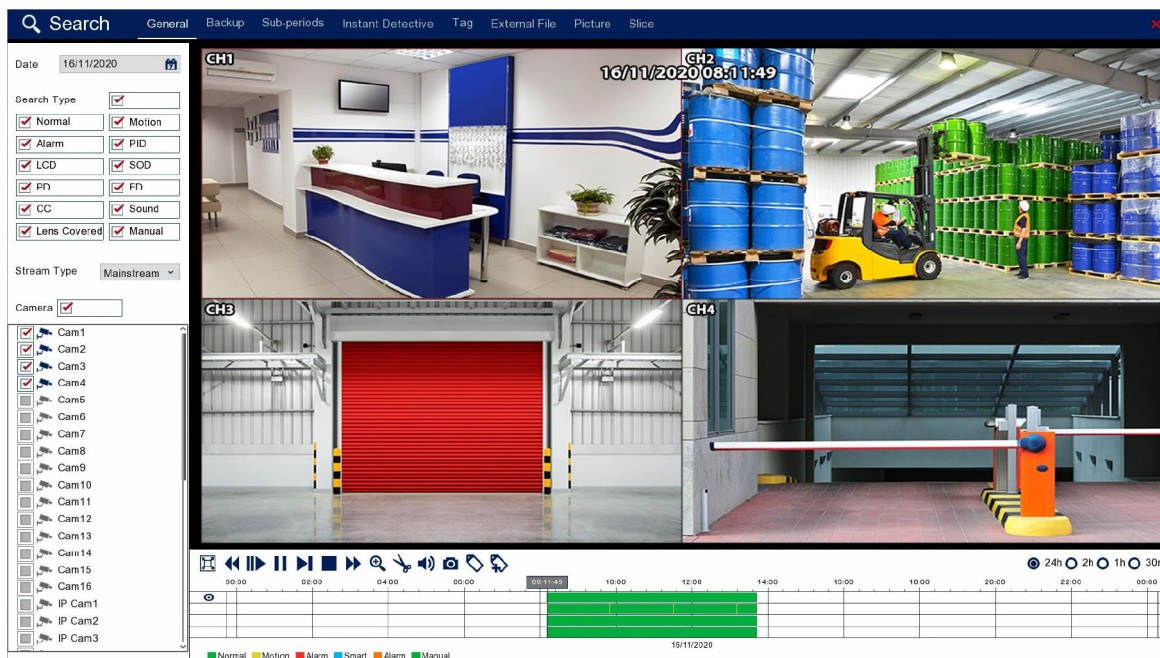 Search General Backup Sub-periods Instant Detective Tag External File Picture Slice
Date 16/11/2020
Search Type
Normal Motion
Alarm PID
LCD SOD
PD FD
CC Sound
Lens Covered Manual
Stream Type Mainstream
Camera
Cam1
Cam2
Cam3
Cam4
Cam5
Cam6
Cam7
Cam8
Cam9
Cam10
Cam11
Cam12
Cam13
Cam14
Cam15
Cam16
IP Cam1
IP Cam2
IP Cam3
CH1
CH2
16/11/2020 08:11:49
CH3
CH4
24h 2h 1h 30m
00:00 02:00 04:00 00:00 00:11:49 10:00 12:00 14:00 10:00 00:00 20:00 22:00 00:00
16/11/2020
Normal Motion Alarm Smart Alarm Manual